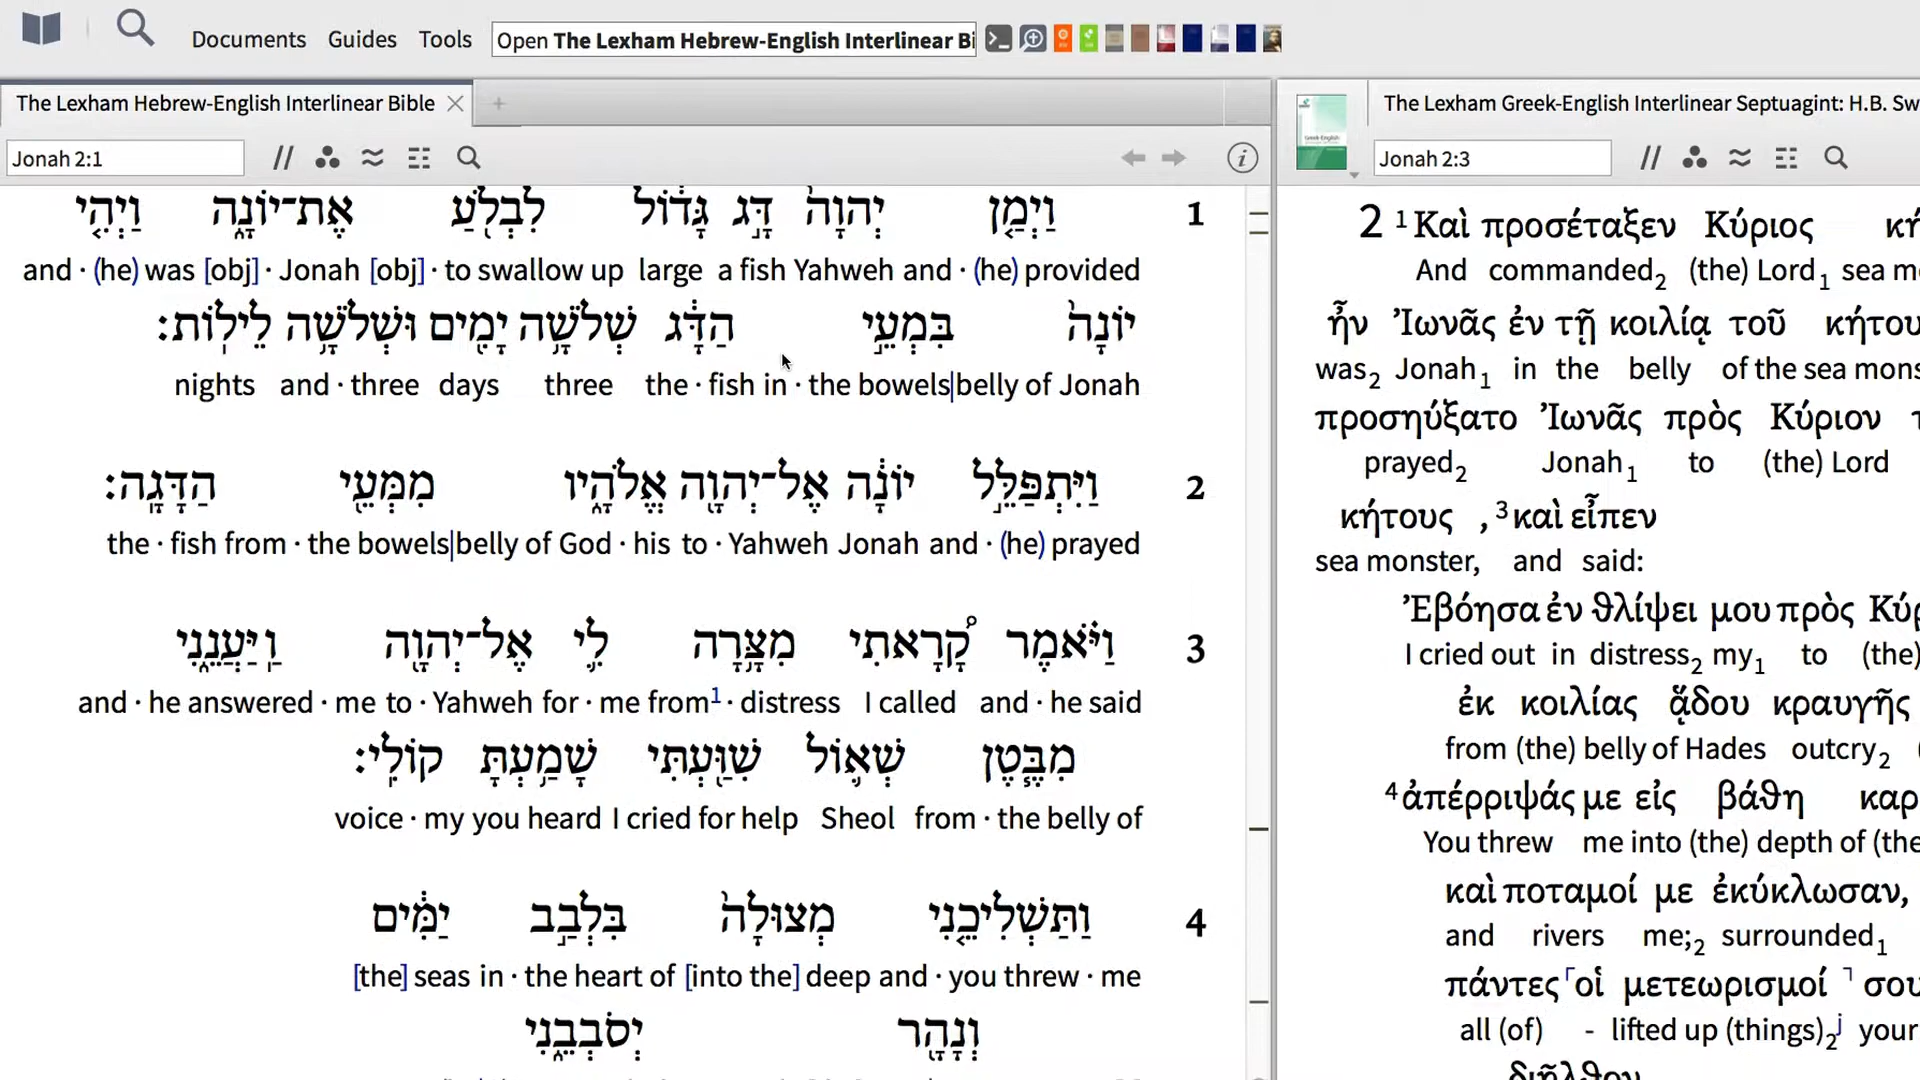 Documents Guides Tools Open The Lexham Hebrew-English Interlinear Bi
The Lexham Hebrew-English Interlinear Bible
Jonah 2:1
1 וַיְמַ֤ן יְהוָה֙ דָּ֣ג גָּד֔וֹל לִבְלֹ֖עַ אֶת־יוֹנָ֑ה וַיְהִ֤י
and · (he) was [obj] · Jonah [obj] · to swallow up large a fish Yahweh and · (he) provided
יוֹנָה֙ בִּמְעֵ֣י הַדָּ֔ג שְׁלֹשָׁ֥ה יָמִ֖ים וּשְׁלֹשָׁ֥ה לֵילֽוֹת׃
nights and · three days three the · fish in · the bowels|belly of Jonah
2 וַיִּתְפַּלֵּ֣ל יוֹנָ֔ה אֶל־יְהוָ֖ה אֱלֹהָ֑יו מִמְּעֵ֖י הַדָּגָֽה׃
the · fish from · the bowels|belly of God · his to · Yahweh Jonah and · (he) prayed
3 וַיֹּ֗אמֶר קָ֠רָאתִי מִצָּ֥רָה לִ֛י אֶל־יְהוָ֖ה וַֽיַּעֲנֵ֑נִי
and · he answered · me to · Yahweh for · me from¹ · distress I called and · he said
מִבֶּ֧טֶן שְׁא֛וֹל שִׁוַּ֖עְתִּי שָׁמַ֥עְתָּ קוֹלִֽי׃
voice · my you heard I cried for help Sheol from · the belly of
4 וַתַּשְׁלִיכֵ֤נִי מְצוּלָה֙ בִּלְבַ֣ב יַמִּ֔ים
[the] seas in · the heart of [into the] deep and · you threw · me
וְנָהָ֖ר יְסֹבְבֵ֑נִי
The Lexham Greek-English Interlinear Septuagint: H.B. Sw
Jonah 2:3
2 ¹ Καὶ προσέταξεν Κύριος κή
And commanded₂ (the) Lord₁ sea m
ἦν Ἰωνᾶς ἐν τῇ κοιλίᾳ τοῦ κήτου
was₂ Jonah₁ in the belly of the sea mons
προσηύξατο Ἰωνᾶς πρὸς Κύριον τ
prayed₂ Jonah₁ to (the) Lord
κήτους , ³ καὶ εἶπεν
sea monster, and said:
Ἐβόησα ἐν θλίψει μου πρὸς Κύρ
I cried out in distress₂ my₁ to (the)
ἐκ κοιλίας ᾅδου κραυγῆς
from (the) belly of Hades outcry₂
⁴ ἀπέρριψάς με εἰς βάθη καρ
You threw me into (the) depth of (the
καὶ ποταμοί με ἐκύκλωσαν,
and rivers me;₂ surrounded₁
πάντες ⸢οἱ μετεωρισμοί ⸣ σου
all (of) - lifted up (things)₂ʲ your
διῆλθον